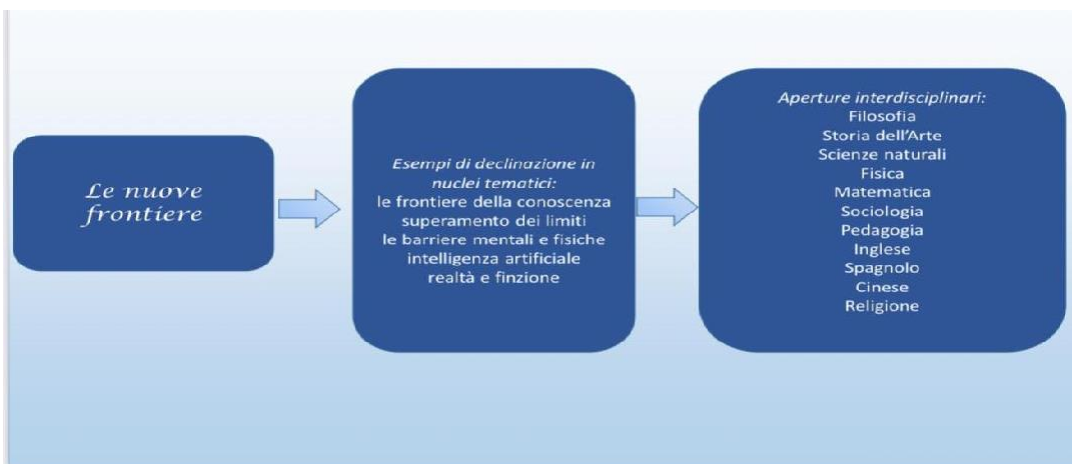 Le nuove
frontiere
Esempi di declinazione in
nuclei tematici:
le frontiere della conoscenza
superamento dei limiti
le barriere mentali e fisiche
intelligenza artificiale
realtà e finzione
Aperture interdisciplinari:
Filosofia
Storia dell'Arte
Scienze naturali
Fisica
Matematica
Sociologia
Pedagogia
Inglese
Spagnolo
Cinese
Religione